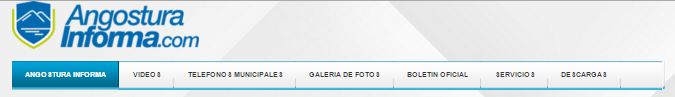 Angostura
Informa.com
ANGOSTURA INFORMA VIDEOS TELEFONOS MUNICIPALES GALERIA DE FOTOS BOLETIN OFICIAL SERVICIOS DESCARGAS